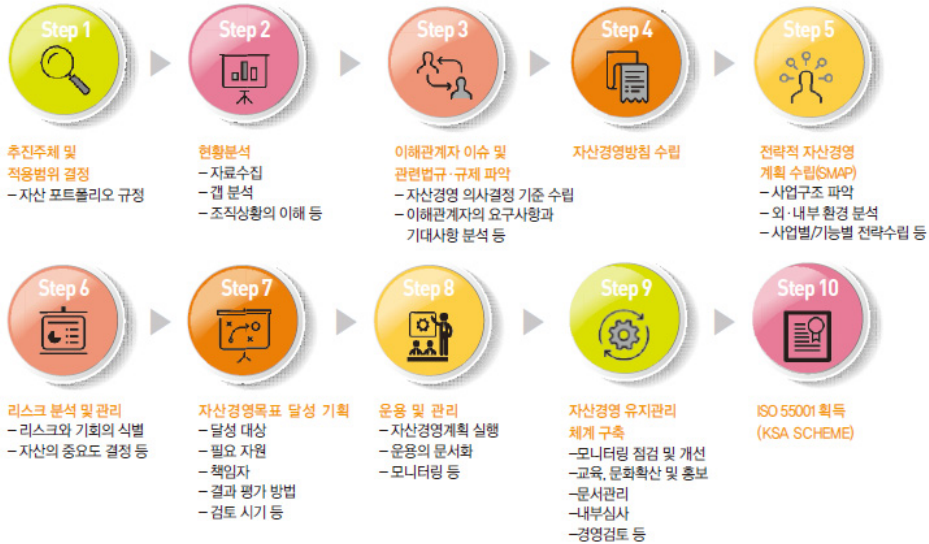 Step 1
추진주체 및
적용범위 결정
– 자산 포트폴리오 규정
Step 2
현황분석
– 자료수집
– 갭 분석
– 조직상황의 이해 등
Step 3
이해관계자 이슈 및
관련법규·규제 파악
– 자산경영 의사결정 기준 수립
– 이해관계자의 요구사항과
기대사항 분석 등
Step 4
자산경영방침 수립
Step 5
전략적 자산경영
계획 수립(SMAP)
– 사업구조 파악
– 외·내부 환경 분석
– 사업별/기능별 전략수립 등
Step 6
리스크 분석 및 관리
– 리스크와 기회의 식별
– 자산의 중요도 결정 등
Step 7
자산경영목표 달성 기획
– 달성 대상
– 필요 자원
– 책임자
– 결과 평가 방법
– 검토 시기 등
Step 8
운용 및 관리
– 자산경영계획 실행
– 운용의 문서화
– 모니터링 등
Step 9
자산경영 유지관리
체계 구축
–모니터링 점검 및 개선
–교육, 문화확산 및 홍보
–문서관리
–내부심사
–경영검토 등
Step 10
ISO 55001 획득
(KSA SCHEME)